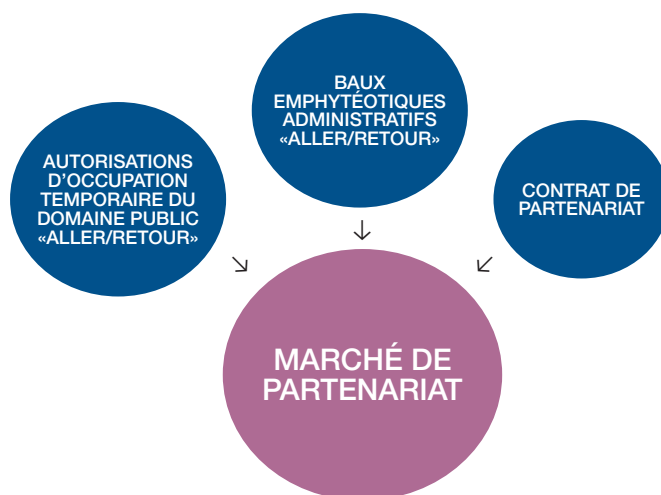 BAUX
EMPHYTÉOTIQUES
ADMINISTRATIFS
«ALLER/RETOUR»
AUTORISATIONS
D'OCCUPATION
TEMPORAIRE DU
DOMAINE PUBLIC
«ALLER/RETOUR»
CONTRAT DE
PARTENARIAT
MARCHÉ DE
PARTENARIAT